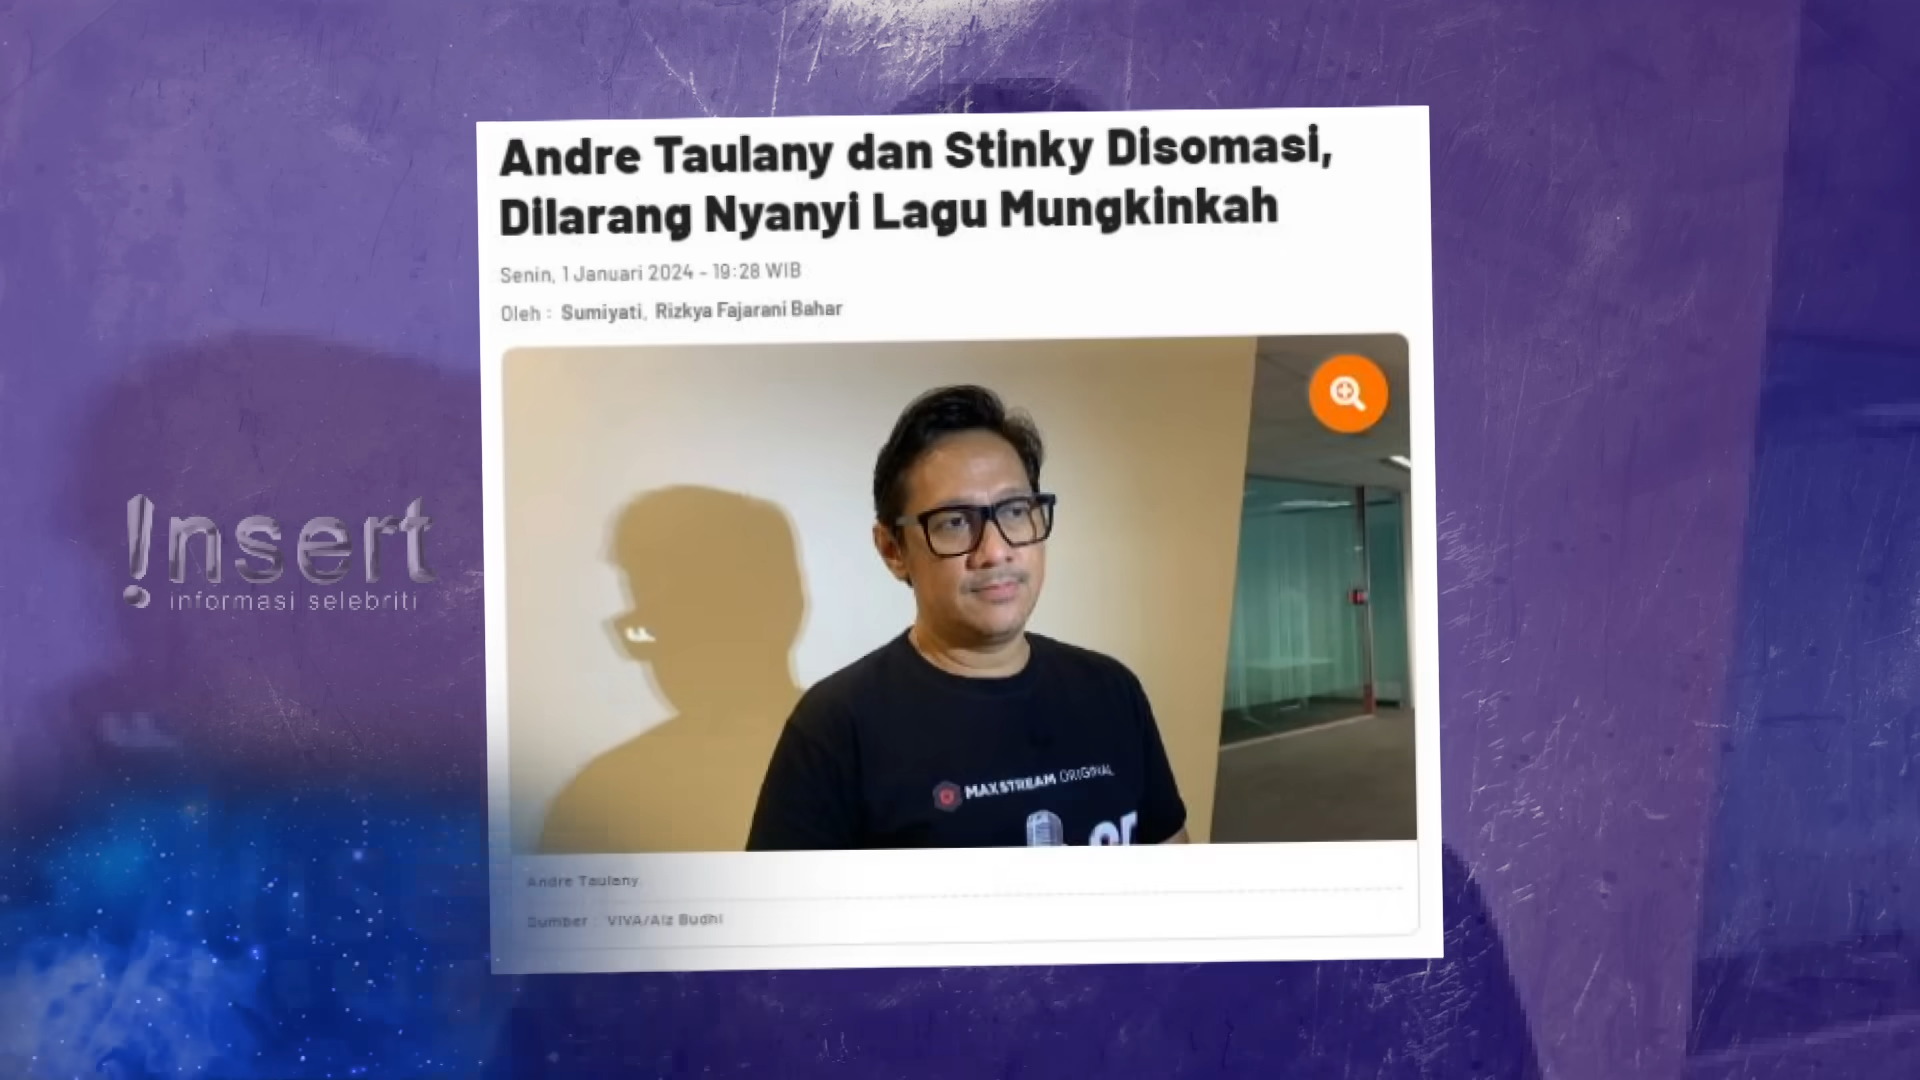 Andre Taulany dan Stinky Disomasi,
Dilarang Nyanyi Lagu Mungkinkah
Senin, 1 Januari 2024 - 19:28 WIB
Oleh : Sumiyati, Rizkya Fajarani Bahar
!nsert
informasi selebriti
MAXSTREAM ORIGINAL
Andre Taulany
Sumber : VIVA/Aiz Budhi